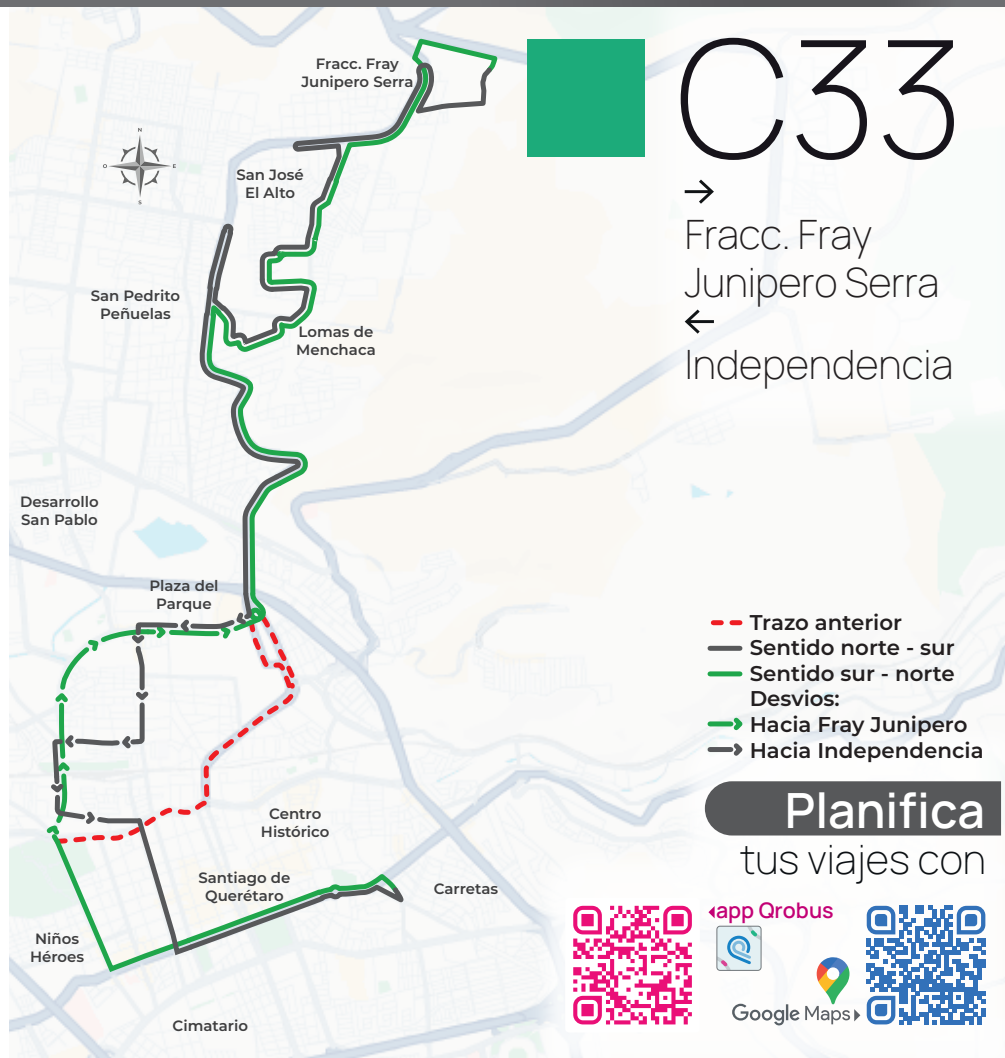 C33
→
Fracc. Fray
Junipero Serra
←
Independencia
Fracc. Fray
Junipero Serra
N
O
E
S
San José
El Alto
San Pedrito
Peñuelas
Lomas de
Menchaca
Desarrollo
San Pablo
Plaza del
Parque
Centro
Histórico
Santiago de
Querétaro
Carretas
Niños
Héroes
Cimatario
Trazo anterior
Sentido norte - sur
Sentido sur - norte
Desvios:
Hacia Fray Junipero
Hacia Independencia
Planifica
tus viajes con
app Qrobus
Google Maps